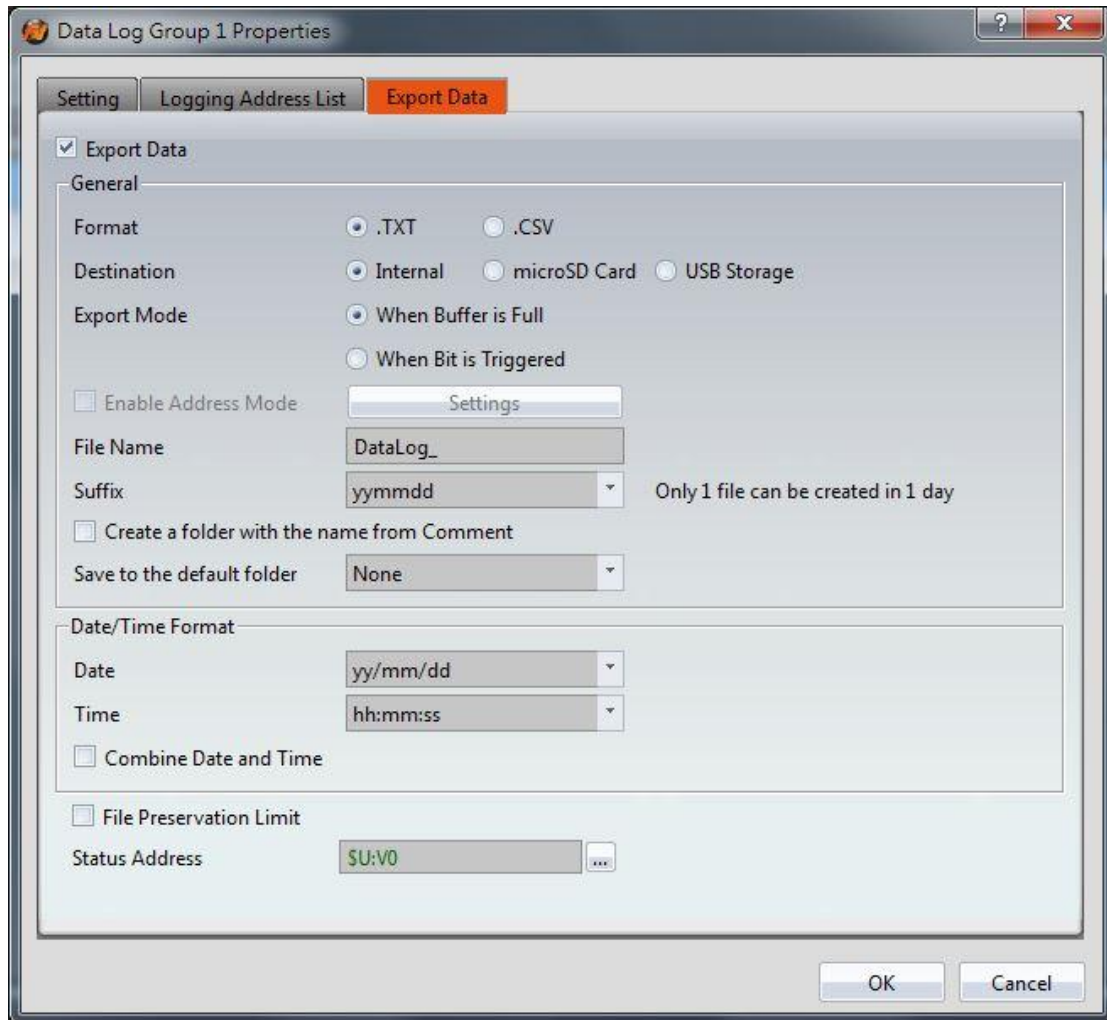 Data Log Group 1 Properties
Setting Logging Address List Export Data
Export Data
General
Format .TXT .CSV
Destination Internal microSD Card USB Storage
Export Mode When Buffer is Full
When Bit is Triggered
Enable Address Mode Settings
File Name DataLog_
Suffix yymmdd Only 1 file can be created in 1 day
Create a folder with the name from Comment
Save to the default folder None
Date/Time Format
Date yy/mm/dd
Time hh:mm:ss
Combine Date and Time
File Preservation Limit
Status Address $U:V0 ...
OK Cancel